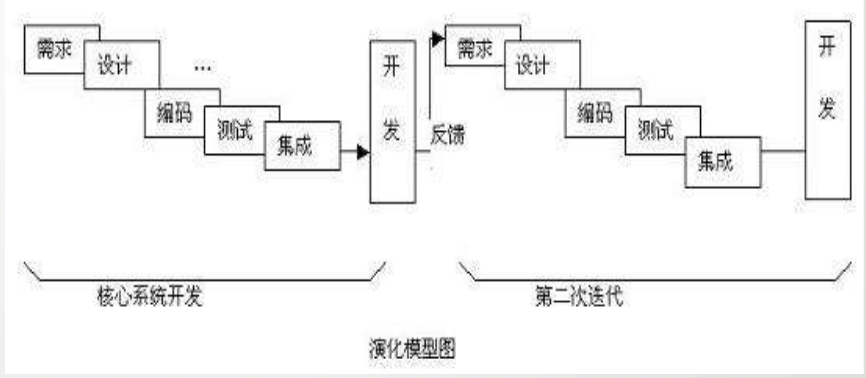 需求
设计
...
编码
测试
集成
开
发
反馈
需求
设计
编码
测试
集成
开
发
核心系统开发
第二次迭代
演化模型图